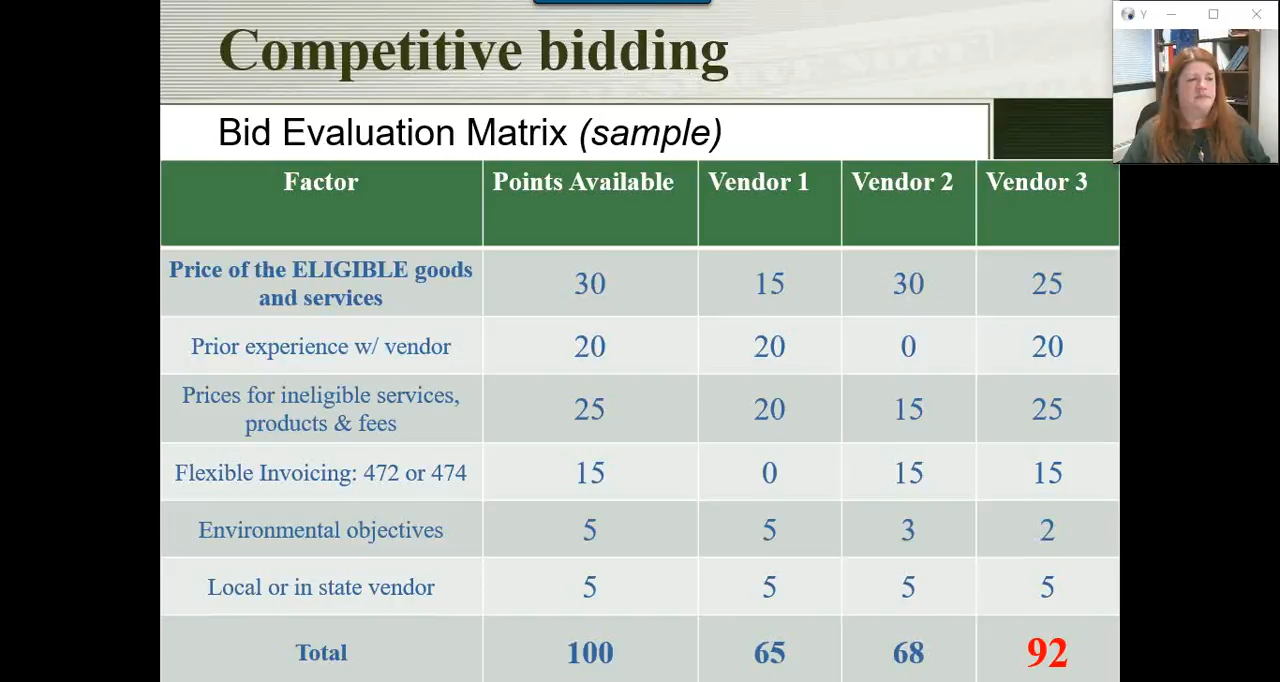 Competitive bidding
Y
Bid Evaluation Matrix (sample)
Factor Points Available Vendor 1 Vendor 2 Vendor 3
Price of the ELIGIBLE goods
and services 30 15 30 25
Prior experience w/ vendor 20 20 0 20
Prices for ineligible services,
products & fees 25 20 15 25
Flexible Invoicing: 472 or 474 15 0 15 15
Environmental objectives 5 5 3 2
Local or in state vendor 5 5 5 5
Total 100 65 68 92